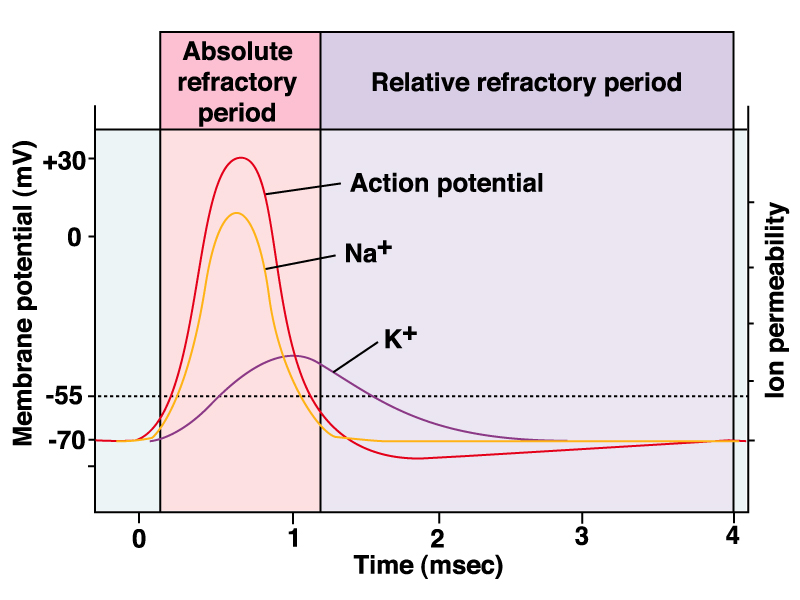 Absolute
refractory
period
Relative refractory period
Membrane potential (mV)
+30
0
-55
-70
Action potential
Na+
K+
Ion permeability
0 1 2 3 4
Time (msec)